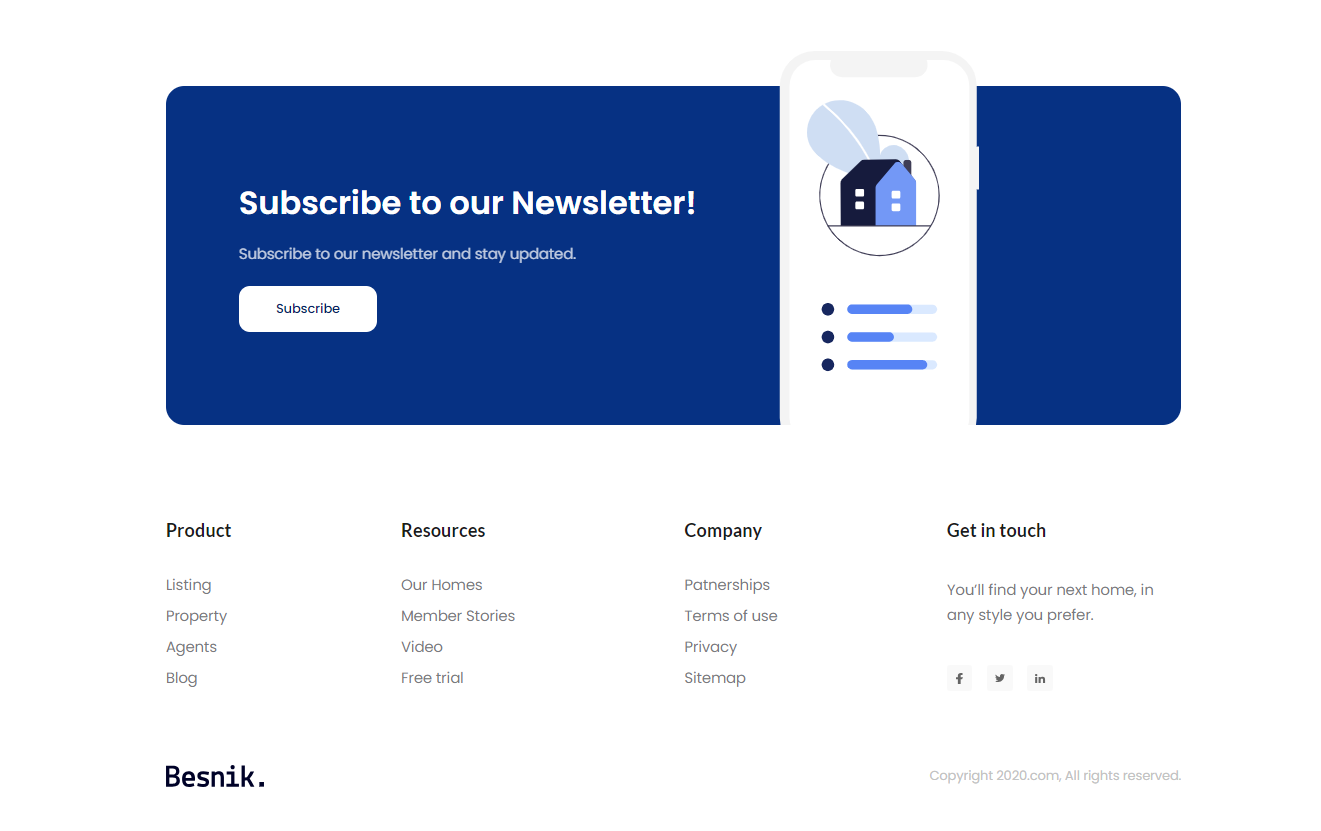 Subscribe to our Newsletter!
Subscribe to our newsletter and stay updated.
Subscribe
Product
Listing
Property
Agents
Blog
Resources
Our Homes
Member Stories
Video
Free trial
Company
Patnerships
Terms of use
Privacy
Sitemap
Get in touch
You’ll find your next home, in
any style you prefer.
Besnik.
Copyright 2020.com, All rights reserved.